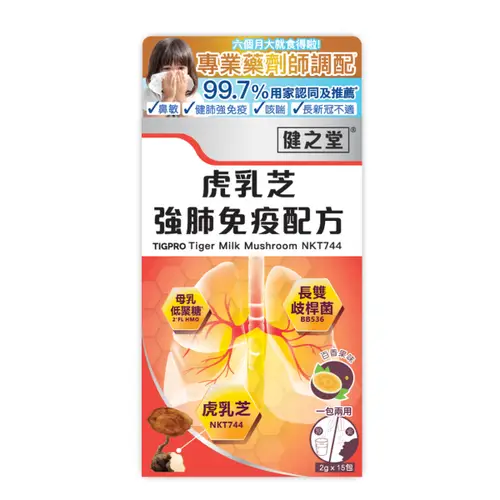 六個月大就食得啦!
專業藥劑師調配
99.7%用家認同及推薦
✓鼻敏 ✓健肺強免疫 ✓咳喘 ✓長新冠不適
健之堂®
虎乳芝
強肺免疫配方
TIGPRO Tiger Milk Mushroom NKT744
母乳
低聚糖
2'FL HMO
長雙
歧桿菌
BB536
百香果味
虎乳芝
NKT744
一包兩用
2g x 15包